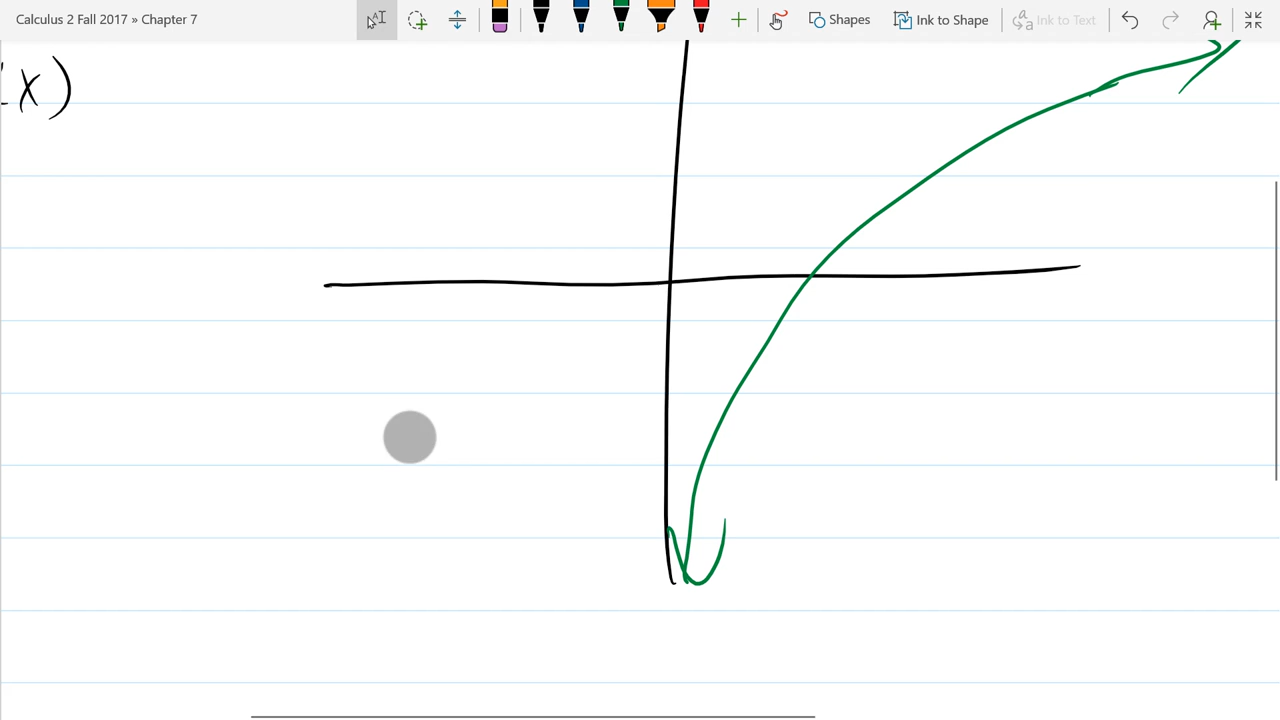 Calculus 2 Fall 2017 » Chapter 7
Shapes
Ink to Shape
Ink to Text
x)